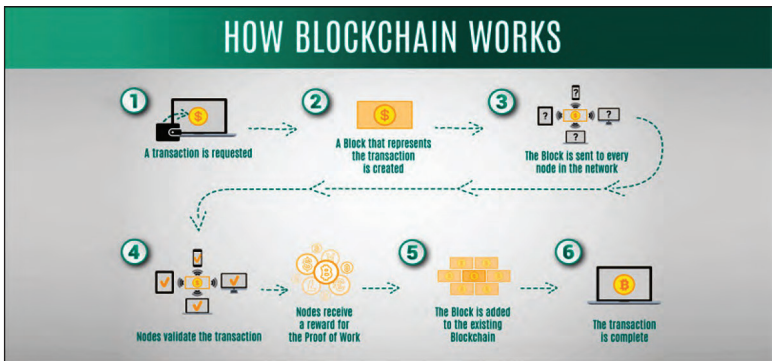 HOW BLOCKCHAIN WORKS
1
$
A transaction is requested
2
$
A Block that represents
the transaction
is created
3
?
?
?
?
The Block is sent to every
node in the network
4
Nodes validate the transaction
Nodes receive
a reward for
the Proof of Work
5
The Block is added
to the existing
Blockchain
6
The transaction
is complete